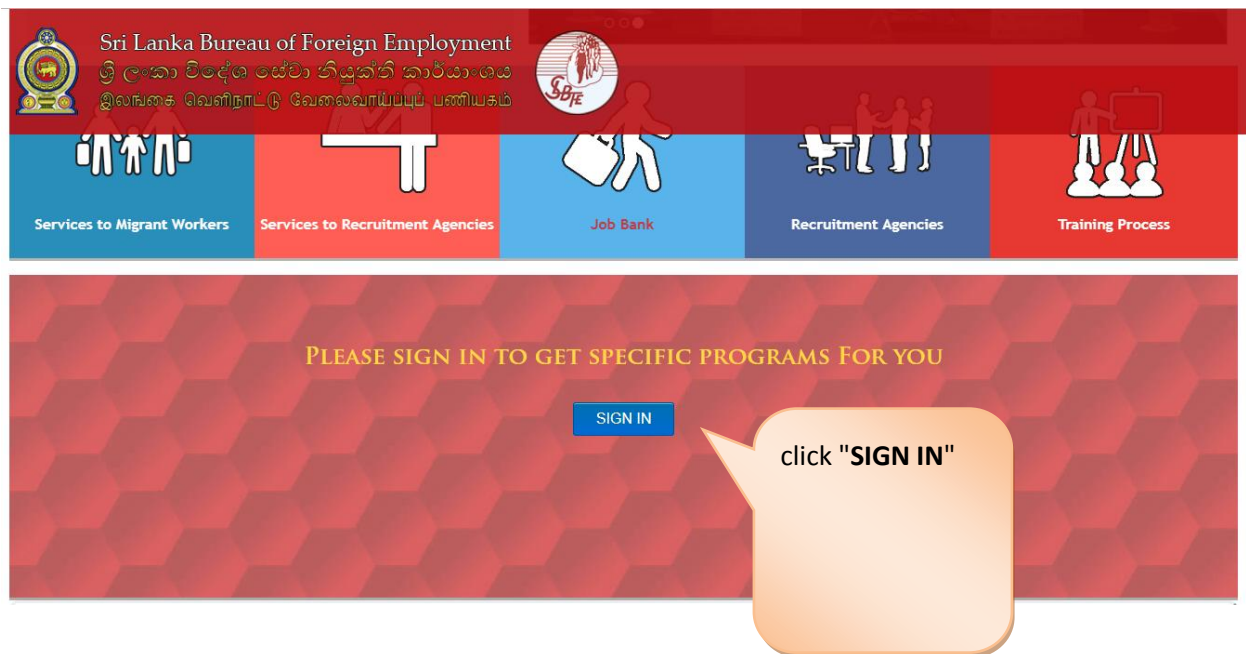 Sri Lanka Bureau of Foreign Employment
ශ්‍රී ලංකා විදේශ සේවා නියුක්ති කාර්යාංශය
இலங்கை வெளிநாட்டு வேலைவாய்ப்புப் பணியகம்
SLBFE
Services to Migrant Workers
Services to Recruitment Agencies
Job Bank
Recruitment Agencies
Training Process
PLEASE SIGN IN TO GET SPECIFIC PROGRAMS FOR YOU
SIGN IN
click "SIGN IN"